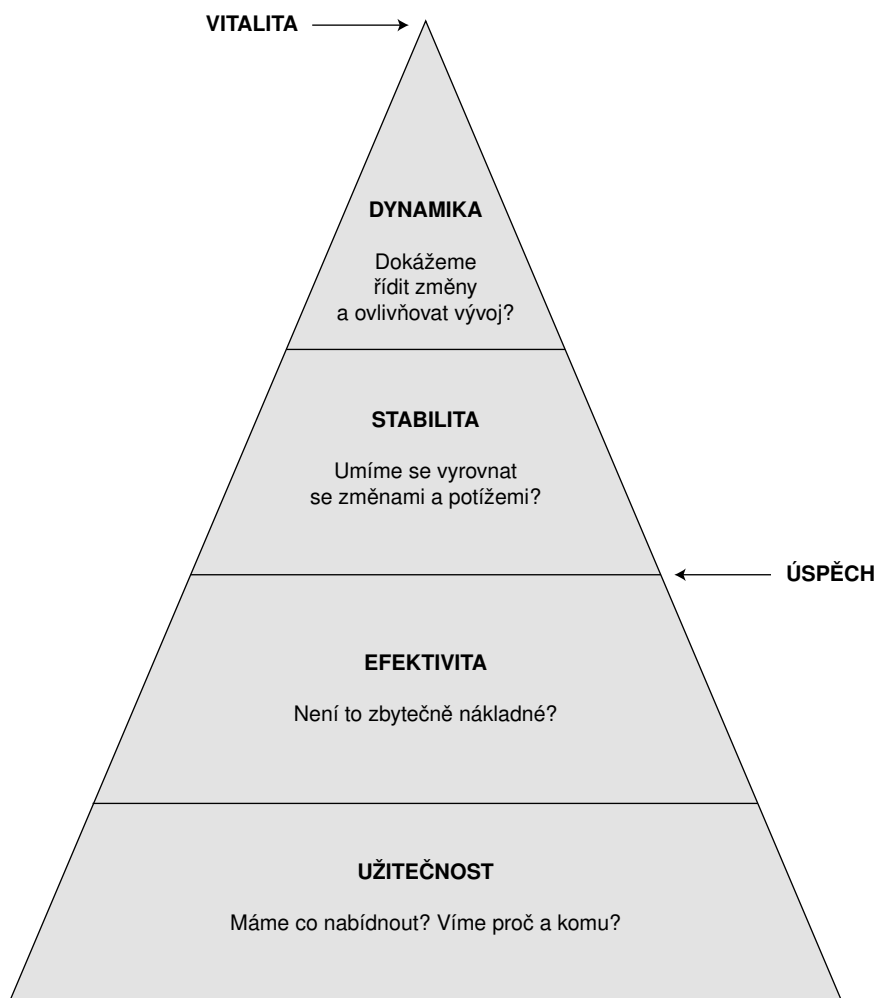 VITALITA
DYNAMIKA
Dokážeme
řídit změny
a ovlivňovat vývoj?
STABILITA
Umíme se vyrovnat
se změnami a potížemi?
ÚSPĚCH
EFEKTIVITA
Není to zbytečně nákladné?
UŽITEČNOST
Máme co nabídnout? Víme proč a komu?